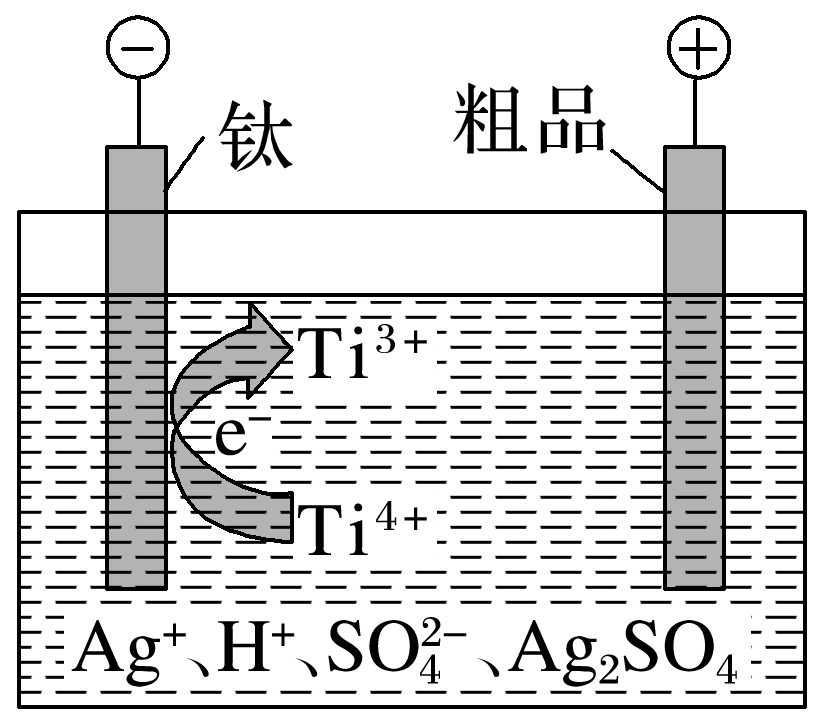 − +
钛 粗品
Ti³⁺
e⁻
Ti⁴⁺
Ag⁺、H⁺、SO₄²⁻、Ag₂SO₄